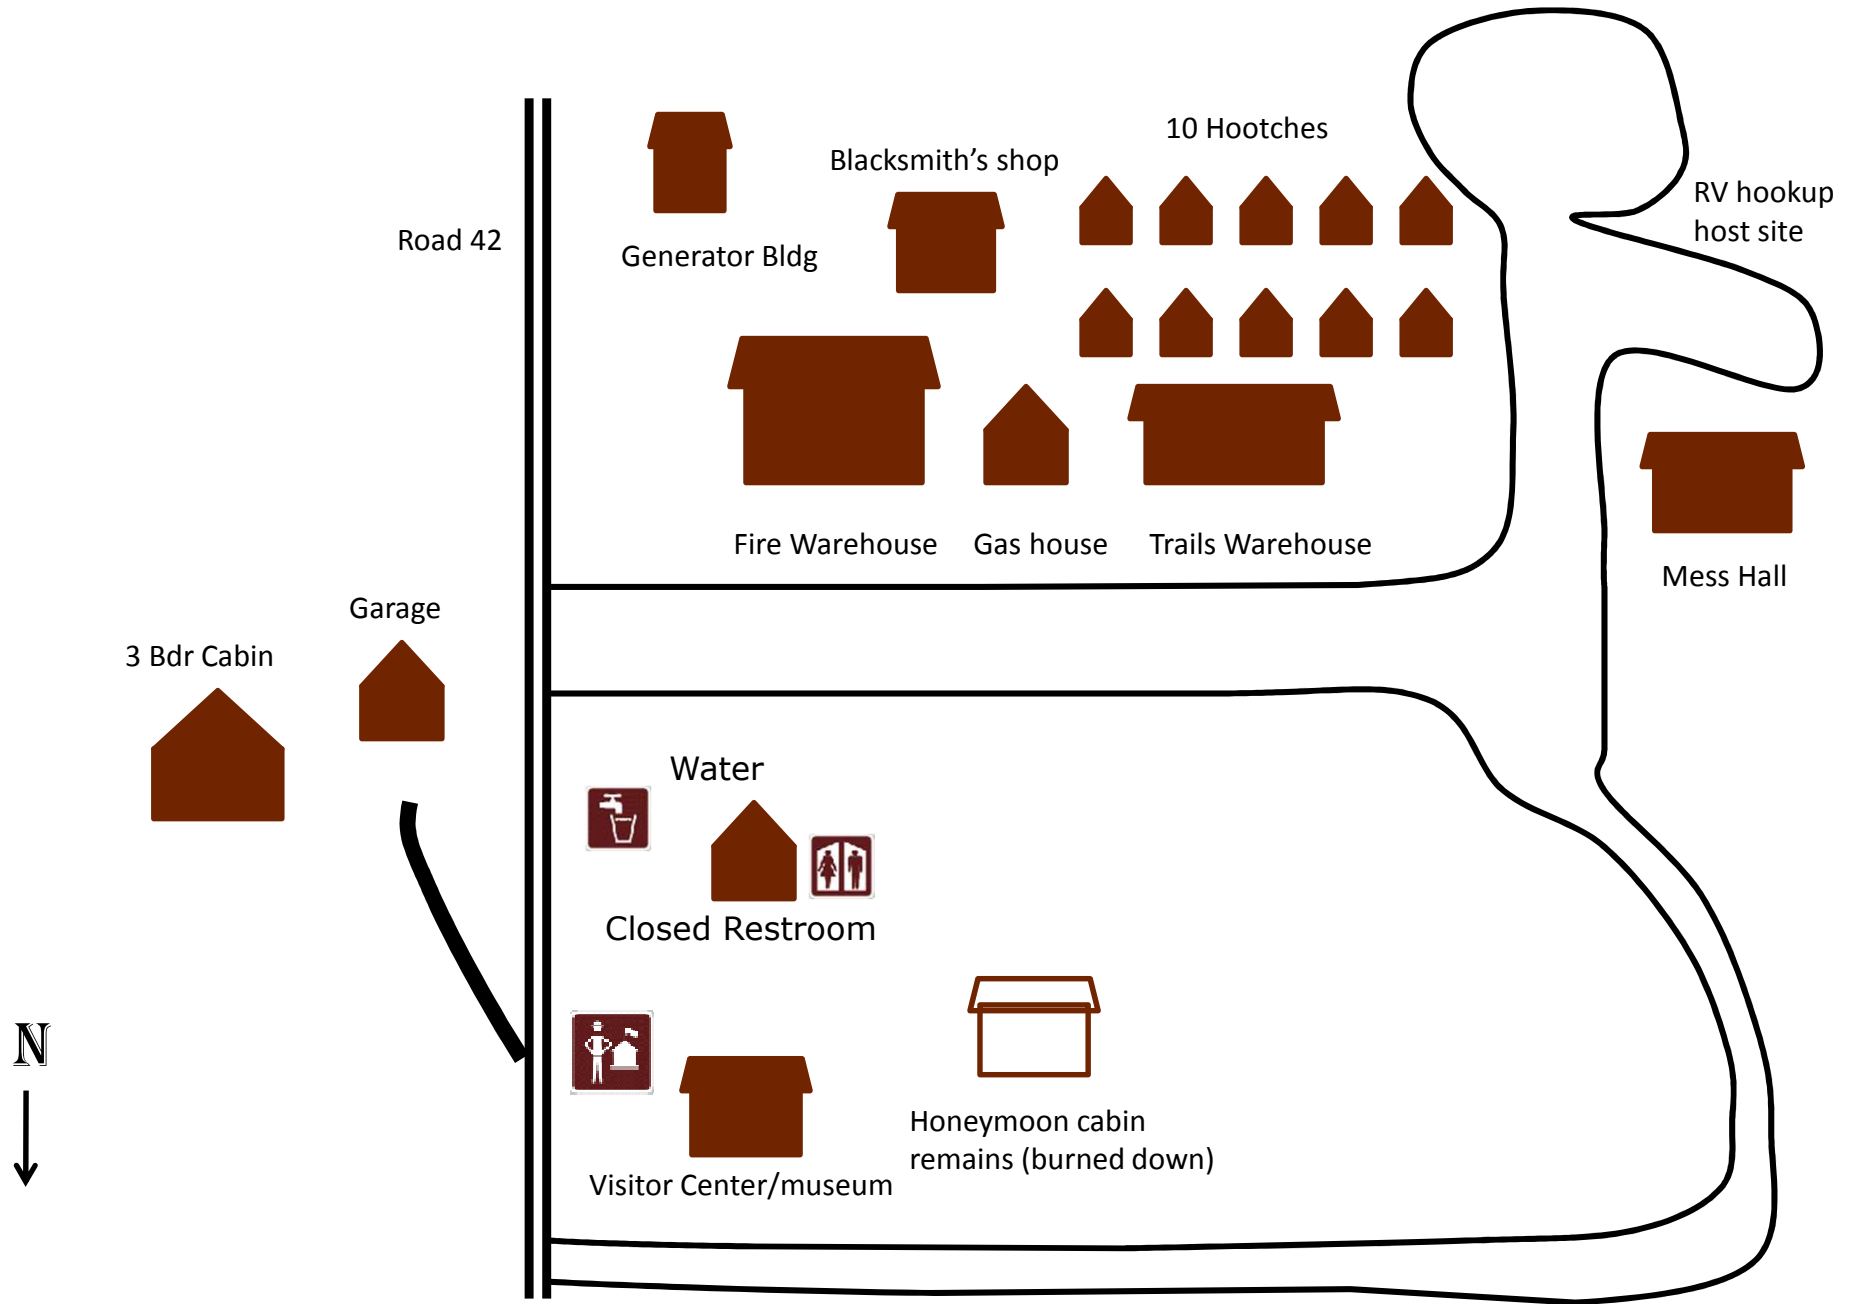 10 Hootches
Blacksmith's shop
RV hookup
host site
Road 42
Generator Bldg
Fire Warehouse
Gas house
Trails Warehouse
Mess Hall
Garage
3 Bdr Cabin
Water
Closed Restroom
N
Honeymoon cabin
remains (burned down)
Visitor Center/museum